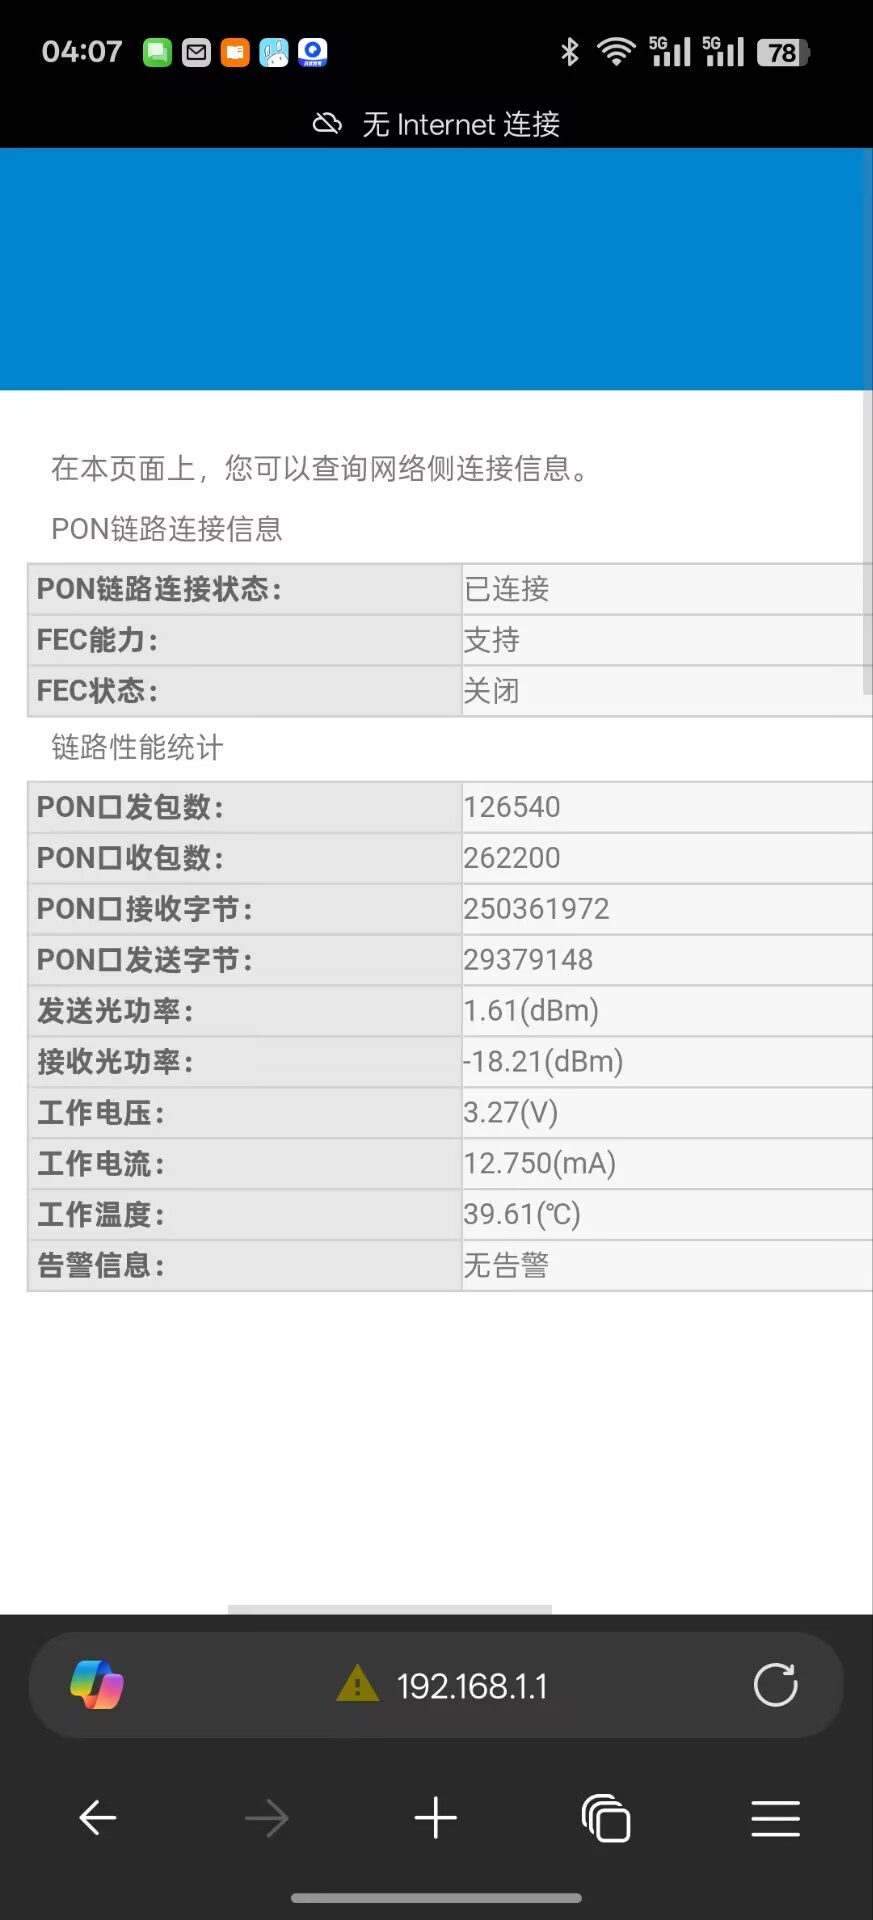 04:07
5G 5G 78
无 Internet 连接
在本页面上，您可以查询网络侧连接信息。
PON链路连接信息
PON链路连接状态： 已连接
FEC能力： 支持
FEC状态： 关闭
链路性能统计
PON口发包数： 126540
PON口收包数： 262200
PON口接收字节： 250361972
PON口发送字节： 29379148
发送光功率： 1.61(dBm)
接收光功率： -18.21(dBm)
工作电压： 3.27(V)
工作电流： 12.750(mA)
工作温度： 39.61(℃)
告警信息： 无告警
192.168.1.1